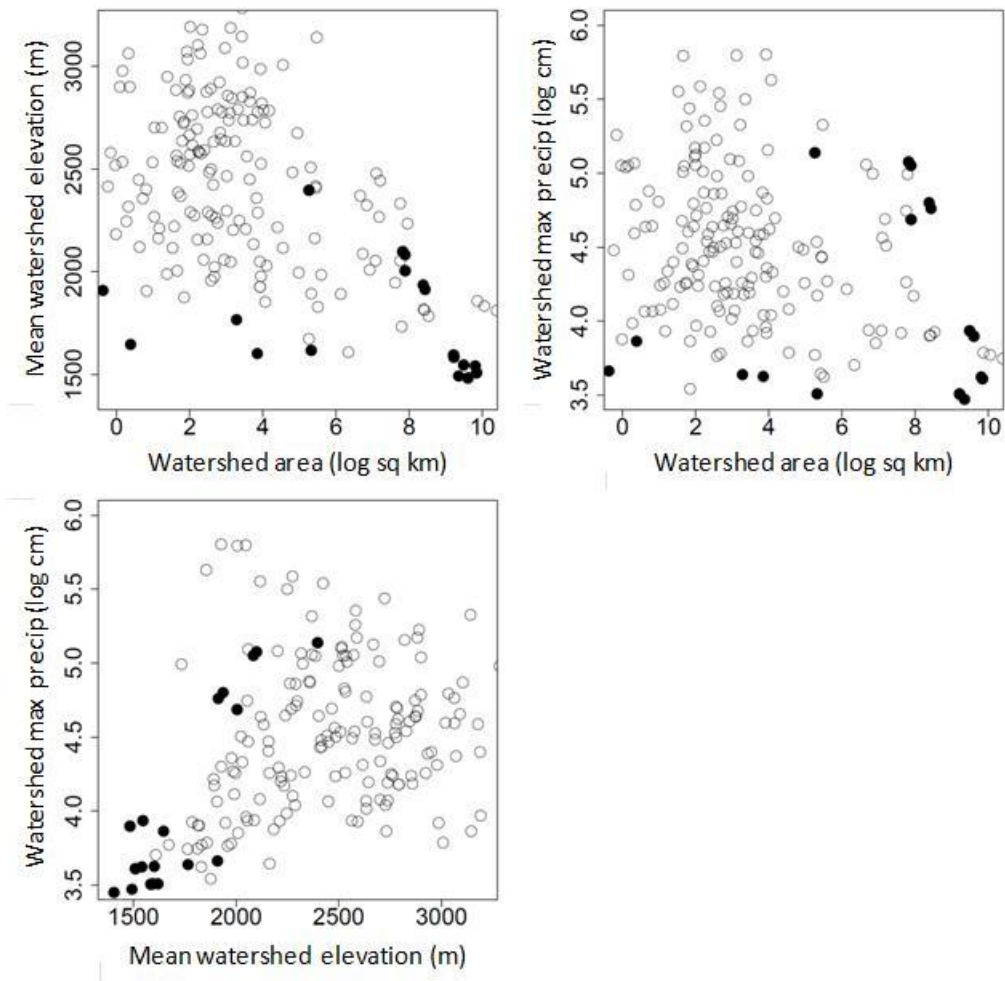 Mean watershed elevation (m)
3000
2500
2000
1500
0 2 4 6 8 10
Watershed area (log sq km)
Watershed max precip (log cm)
6.0
5.5
5.0
4.5
4.0
3.5
0 2 4 6 8 10
Watershed area (log sq km)
Watershed max precip (log cm)
6.0
5.5
5.0
4.5
4.0
3.5
1500 2000 2500 3000
Mean watershed elevation (m)